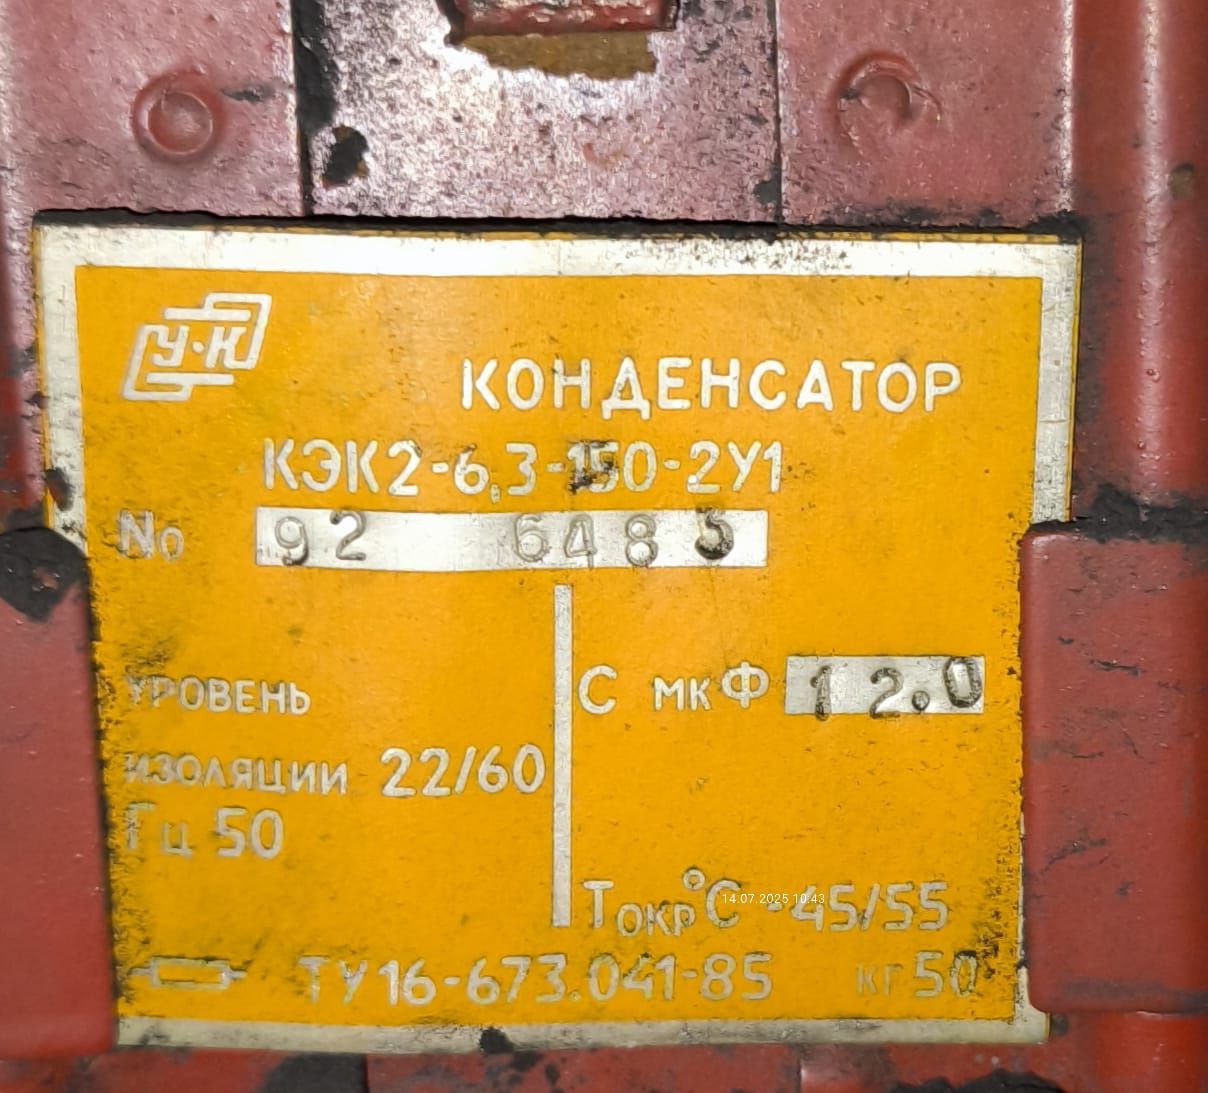 У·К
КОНДЕНСАТОР
КЭК2-6,3-150-2У1
No 92 6483
УРОВЕНЬ
ИЗОЛЯЦИИ 22/60
Гц 50
С мкФ 12.0
Токр°С -45/55
14.07.2025 10:43
ТУ16-673.041-85 кг 50